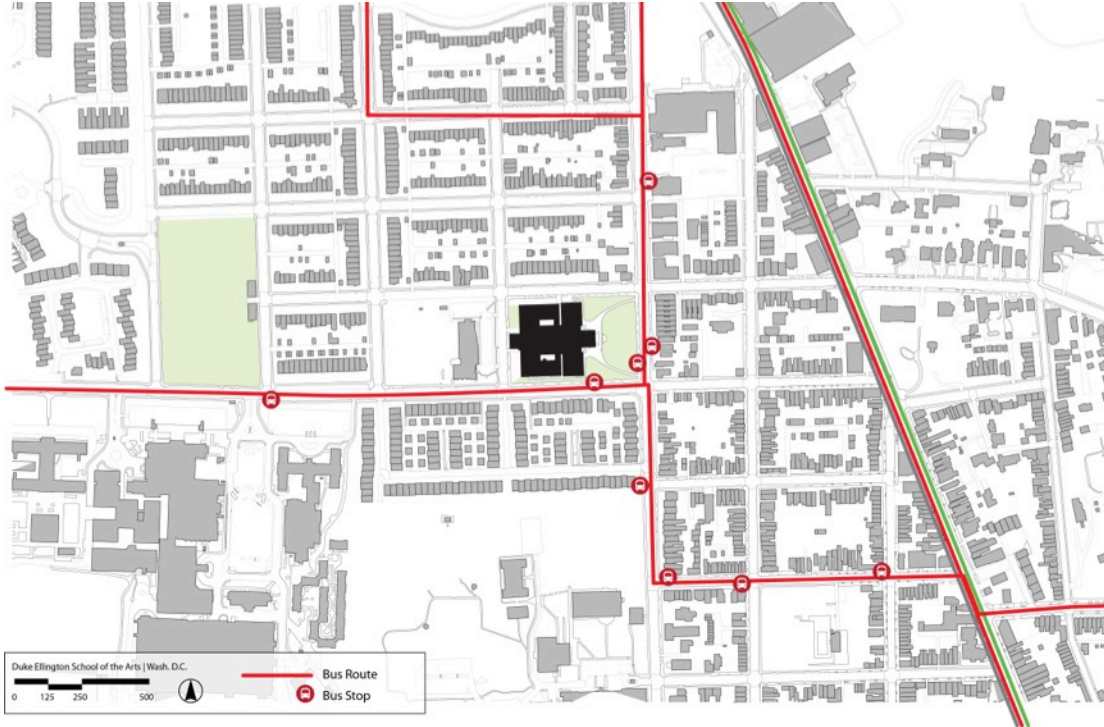 Duke Ellington School of the Arts | Wash. D.C.
0 125 250 500
Bus Route
Bus Stop